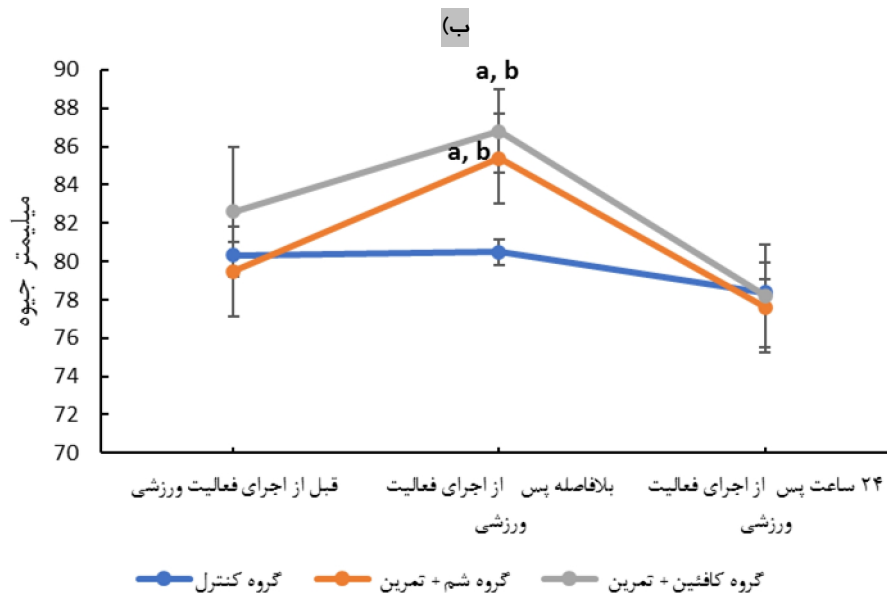 ب)
90
88
86
84
82
80
78
76
74
72
70
میلیمتر جیوه
a, b
a, b
قبل از اجرای فعالیت ورزشی
بلافاصله پس از اجرای فعالیت
ورزشی
۲۴ ساعت پس از اجرای فعالیت
ورزشی
گروه کنترل
گروه شم + تمرین
گروه کافئین + تمرین